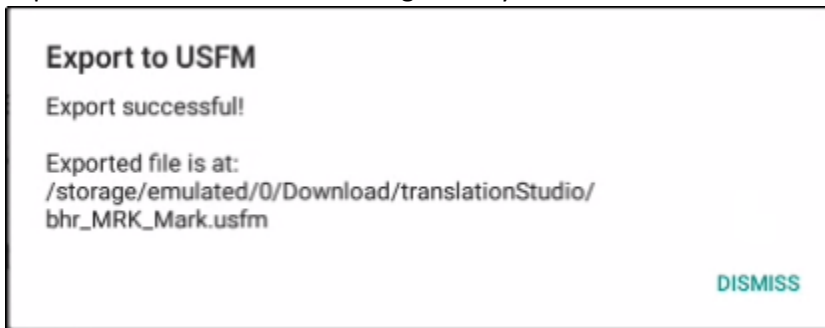 Export to USFM
Export successful!
Exported file is at:
/storage/emulated/0/Download/translationStudio/
bhr_MRK_Mark.usfm
DISMISS